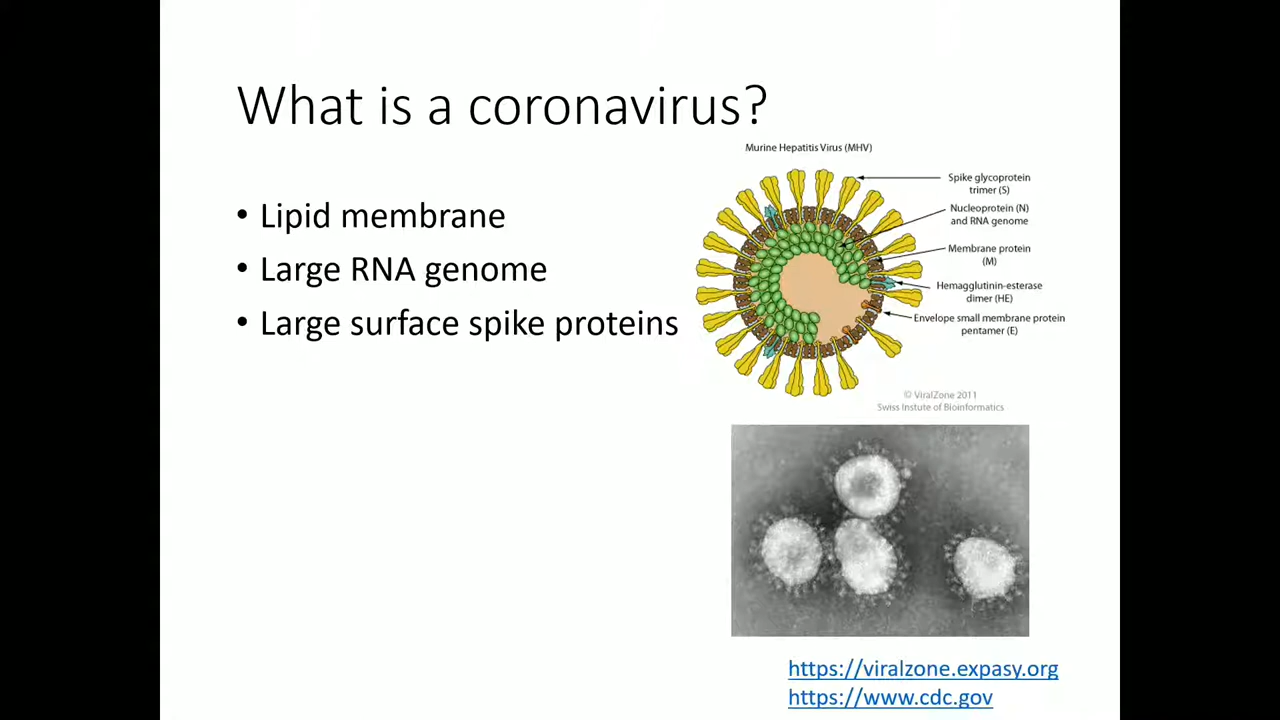 What is a coronavirus?
• Lipid membrane
• Large RNA genome
• Large surface spike proteins
Murine Hepatitis Virus (MHV)
Spike glycoprotein
trimer (S)
Nucleoprotein (N)
and RNA genome
Membrane protein
(M)
Hemagglutinin-esterase
dimer (HE)
Envelope small membrane protein
pentamer (E)
© ViralZone 2011
Swiss Instute of Bioinformatics
https://viralzone.expasy.org
https://www.cdc.gov